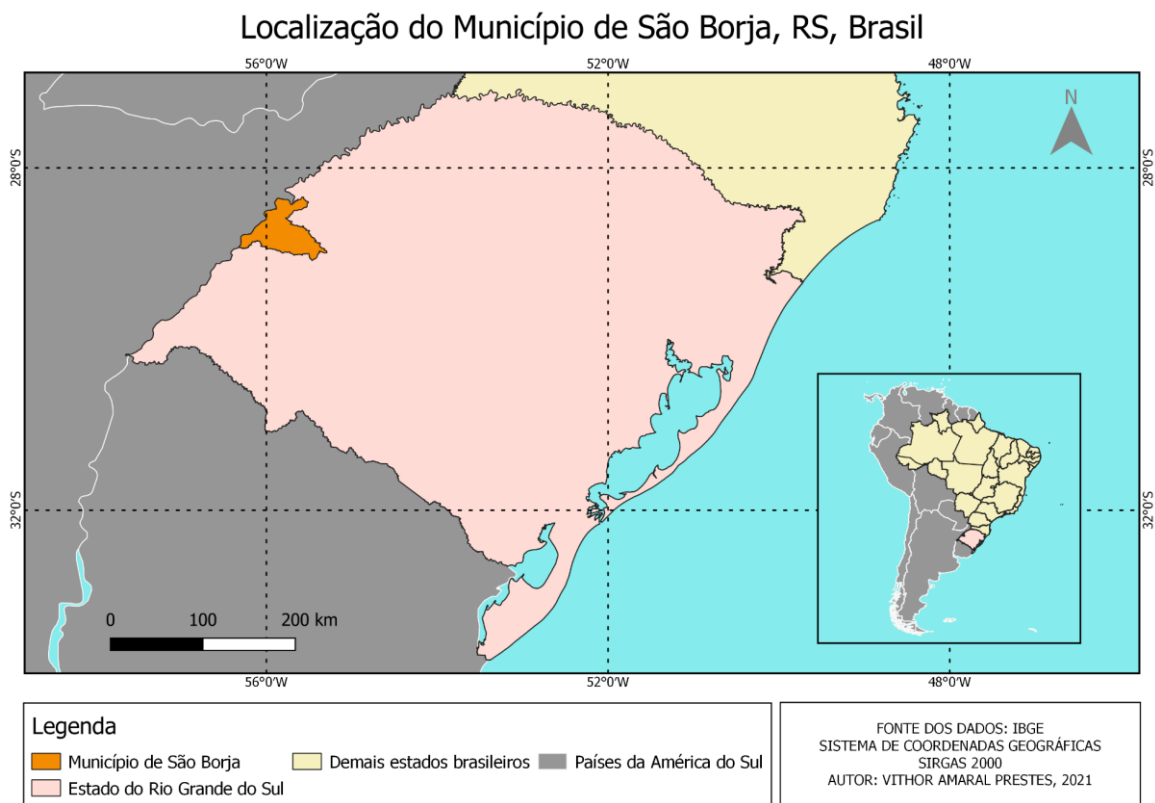 Localização do Município de São Borja, RS, Brasil
56°0'W 52°0'W 48°0'W
N
28°0'S 28°0'S
32°0'S 32°0'S
0 100 200 km
56°0'W 52°0'W 48°0'W
Legenda
Município de São Borja
Demais estados brasileiros
Países da América do Sul
Estado do Rio Grande do Sul
FONTE DOS DADOS: IBGE
SISTEMA DE COORDENADAS GEOGRÁFICAS
SIRGAS 2000
AUTOR: VITHOR AMARAL PRESTES, 2021